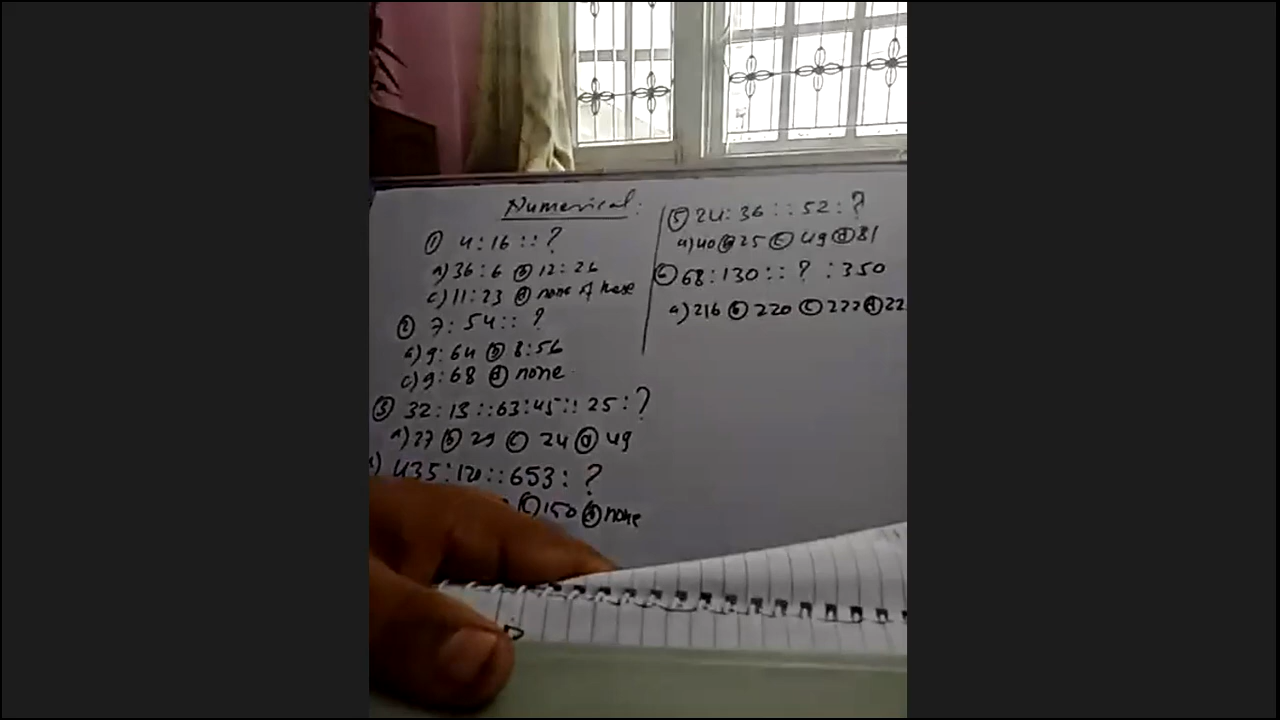 Numerical:
① 4:16::?
a) 36:6 ⓑ 12:26
c) 11:23 ⓓ none of these
② 7:54::?
a) 9:64 ⓑ 8:56
c) 9:68 ⓓ none
③ 32:13::63:45::25:?
a) 27 ⓑ 29 ⓒ 24 ⓓ 49
435:120::653:?
ⓒ 150 ⓓ none
⑤ 24:36::52:?
a) 40 ⓑ 25 ⓒ 49 ⓓ 81
⑥ 68:130::?:350
a) 216 ⓑ 220 ⓒ 222 ⓓ 22